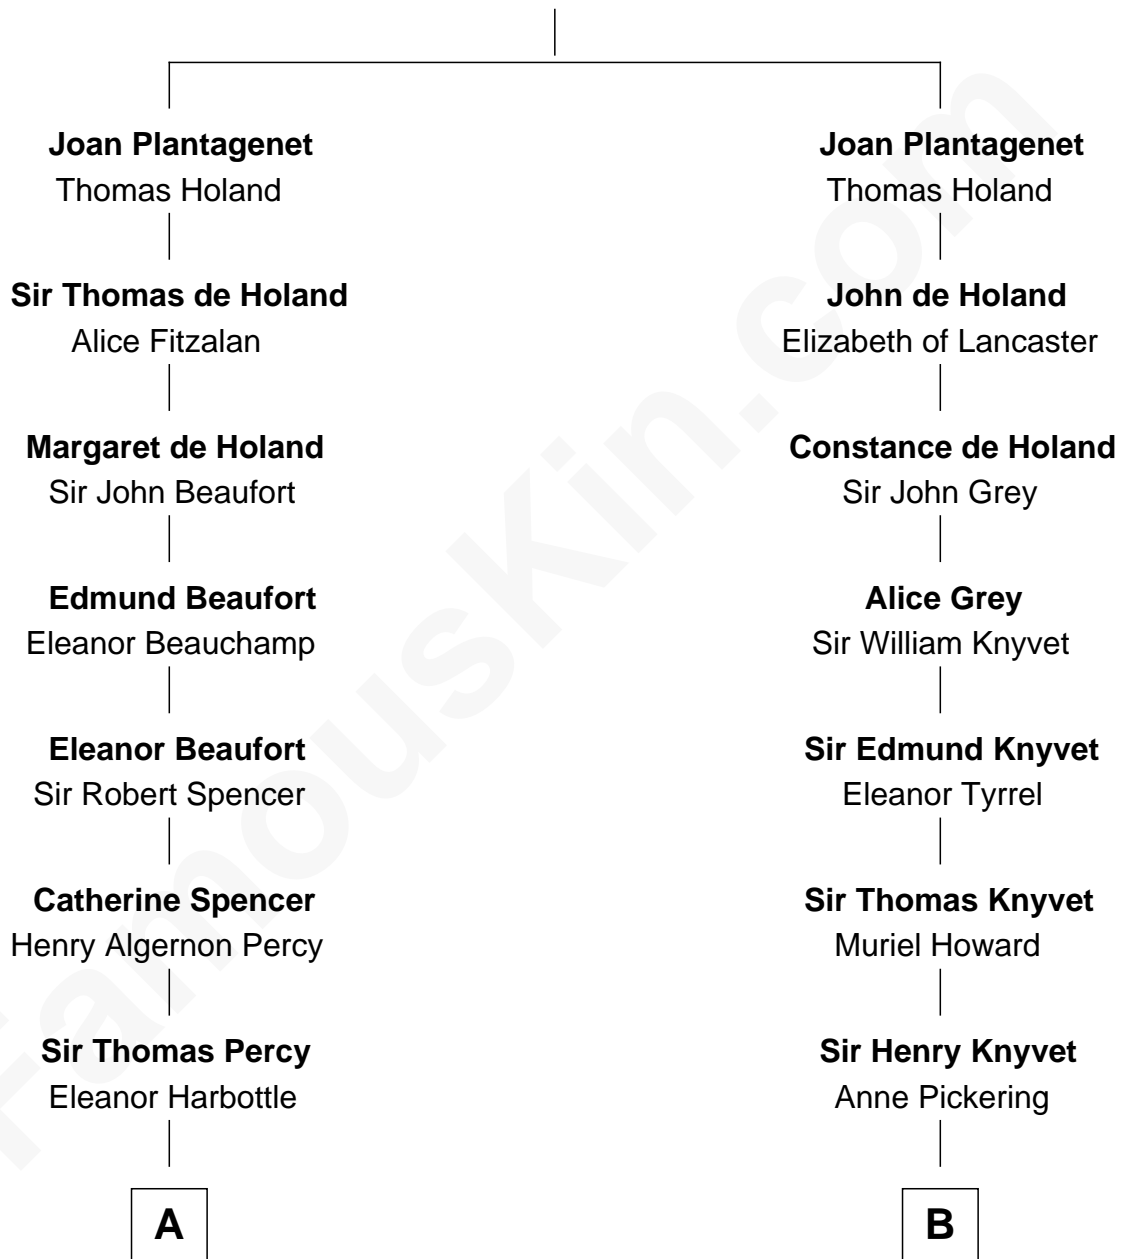 Joan Plantagenet
Thomas Holand
Sir Thomas de Holand
Alice Fitzalan
Margaret de Holand
Sir John Beaufort
Edmund Beaufort
Eleanor Beauchamp
Eleanor Beaufort
Sir Robert Spencer
Catherine Spencer
Henry Algernon Percy
Sir Thomas Percy
Eleanor Harbottle
A
Joan Plantagenet
Thomas Holand
John de Holand
Elizabeth of Lancaster
Constance de Holand
Sir John Grey
Alice Grey
Sir William Knyvet
Sir Edmund Knyvet
Eleanor Tyrrel
Sir Thomas Knyvet
Muriel Howard
Sir Henry Knyvet
Anne Pickering
B
FamousKin.com